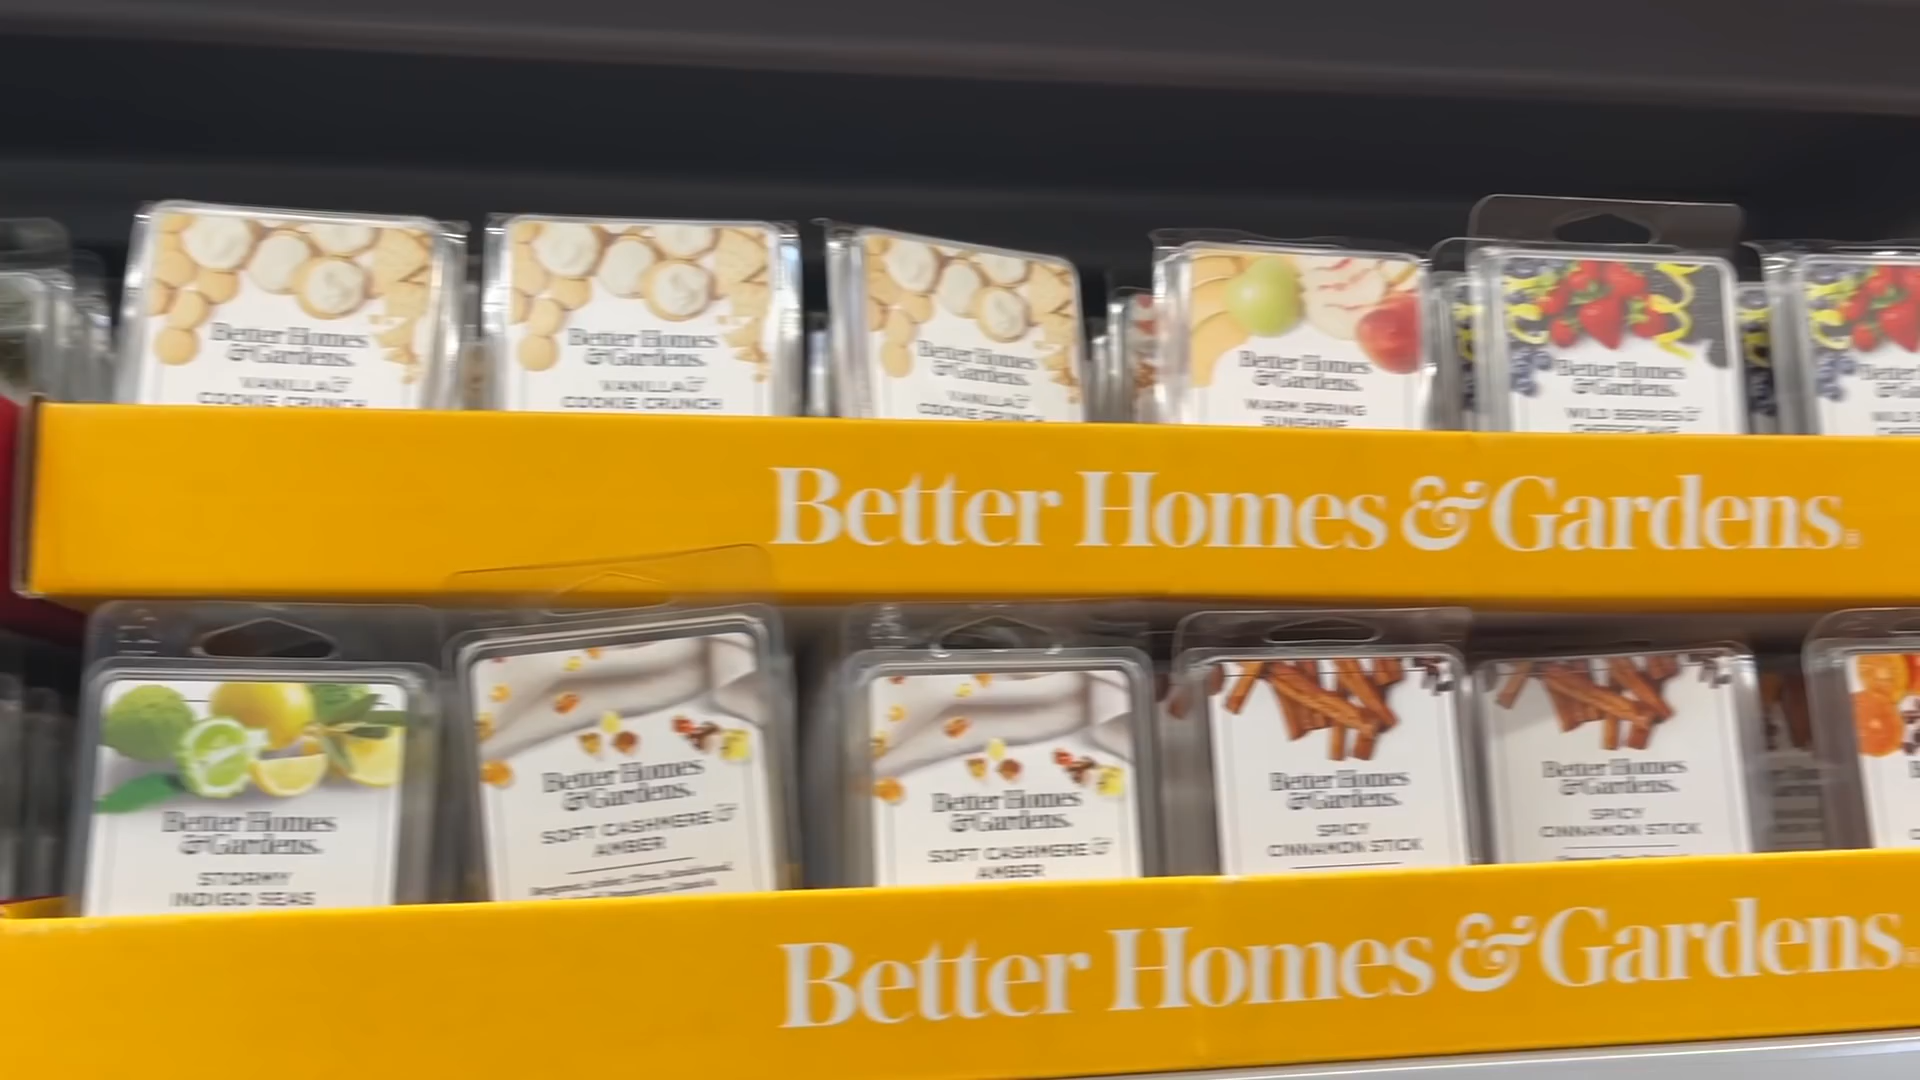 Better Homes
& Gardens.
VANILLA &
COOKIE CRUNCH
Better Homes
& Gardens.
VANILLA &
COOKIE CRUNCH
Better Homes
& Gardens.
VANILLA &
COOKIE CRUNCH
Better Homes
& Gardens.
WARM SPRING
SUNSHINE
Better Homes
& Gardens.
WILD BERRIES &
CHEESECAKE
WILD
Better Homes & Gardens.
Better Homes
& Gardens.
STORMY
INDIGO SEAS
Better Homes
& Gardens.
SOFT CASHMERE &
AMBER
Better Homes
& Gardens.
SOFT CASHMERE &
AMBER
Better Homes
& Gardens.
SPICY
CINNAMON STICK
Better Homes
& Gardens.
SPICY
CINNAMON STICK
Better Homes & Gardens.